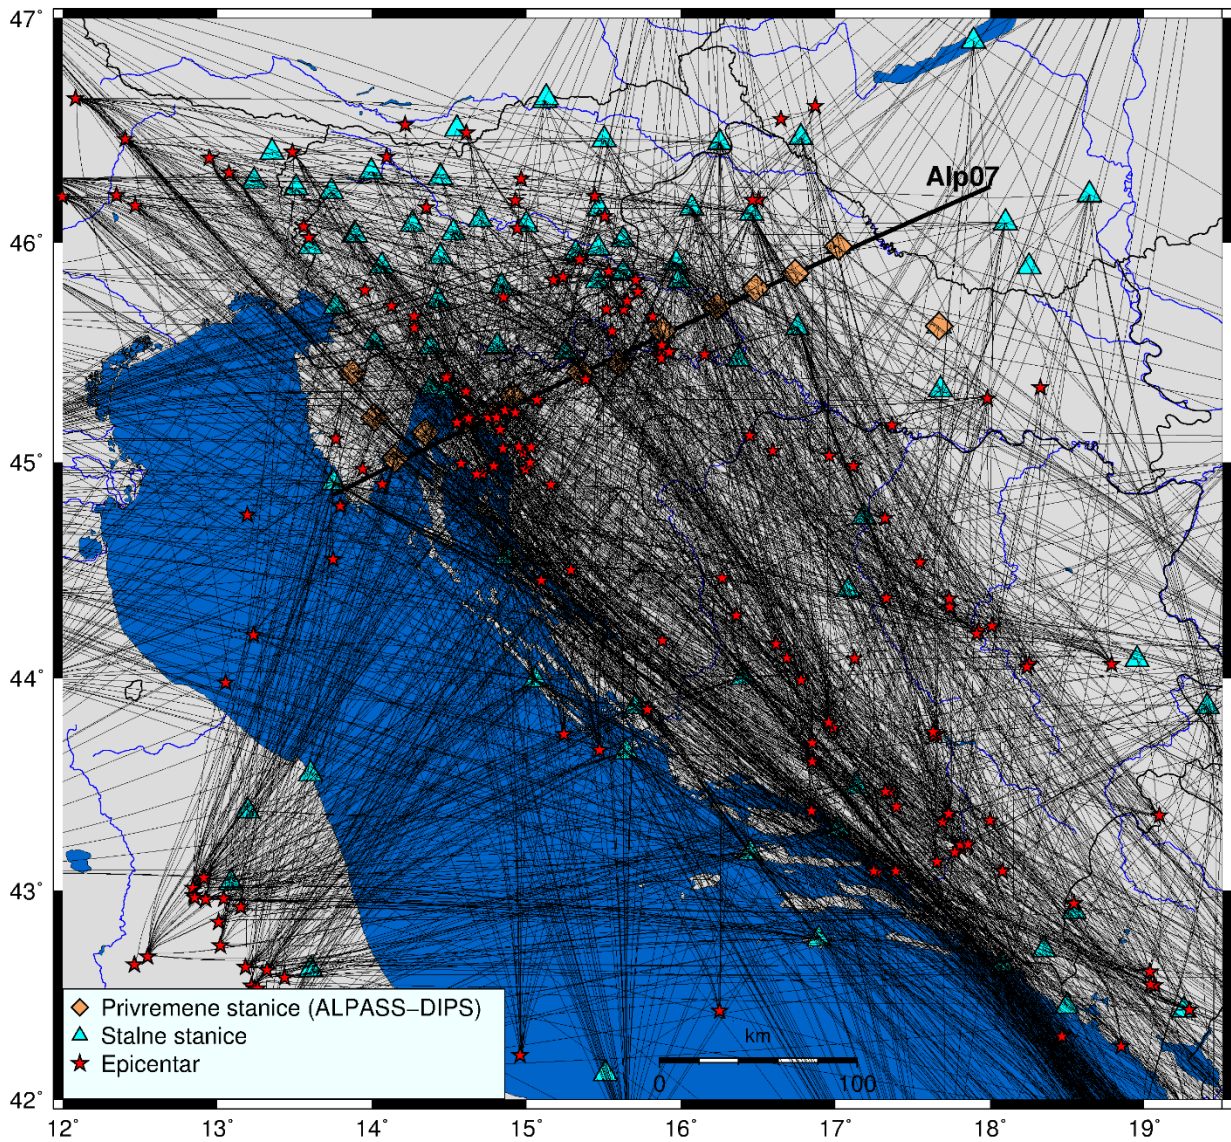 47°
46°
45°
44°
43°
42°
Alp07
Privremene stanice (ALPASS−DIPS)
Stalne stanice
Epicentar
km
0 100
12° 13° 14° 15° 16° 17° 18° 19°